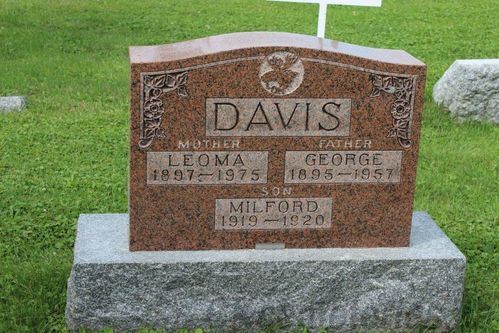 DAVIS
MOTHER FATHER
LEOMA GEORGE
1897—1975 1895—1957
SON
MILFORD
1919—1920